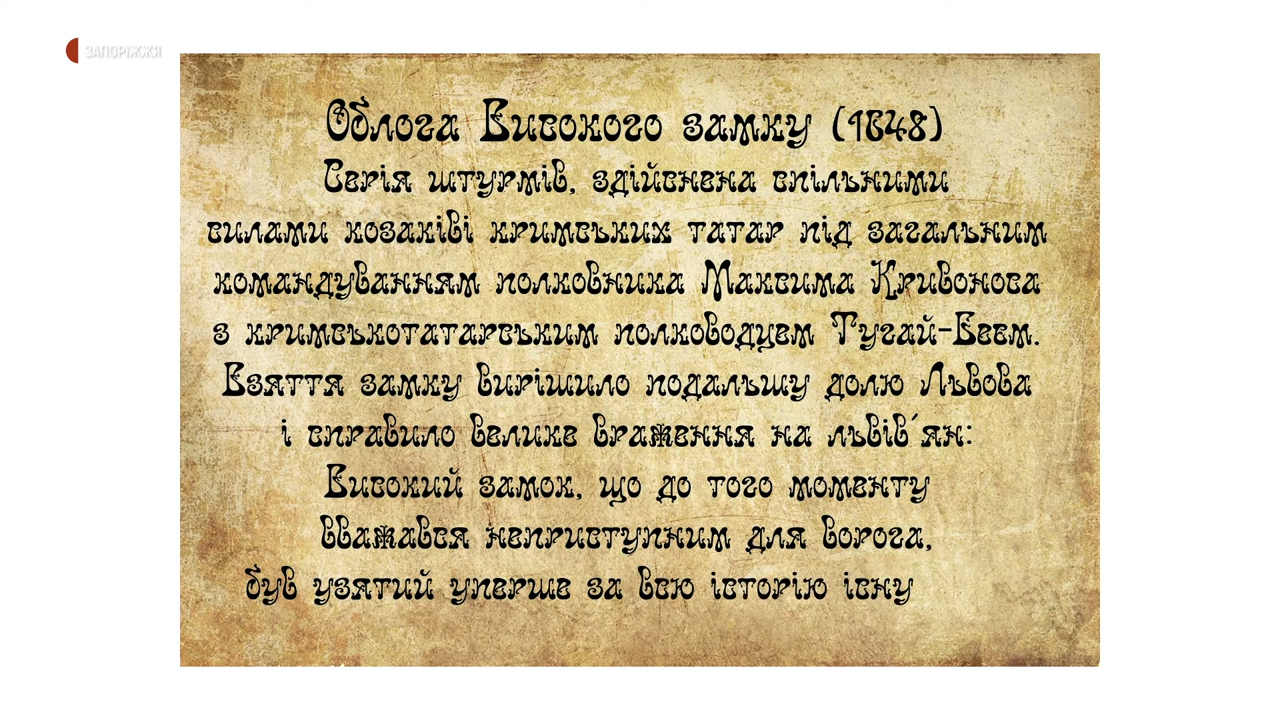 ЗАПОРІЖЖЯ
Облога Високого замку (1648)
Серія штурмів, здійснена спільними
силами козаківі кримських татар під загальним
командуванням полковника Максима Кривоноса
з кримськотатарським полководцем Тугай-Беєм.
Взяття замку вирішило подальшу долю Львова
і справило велике враження на львів´ян:
Високий замок, що до того моменту
вважався неприступним для ворога,
був узятий уперше за всю історію існу